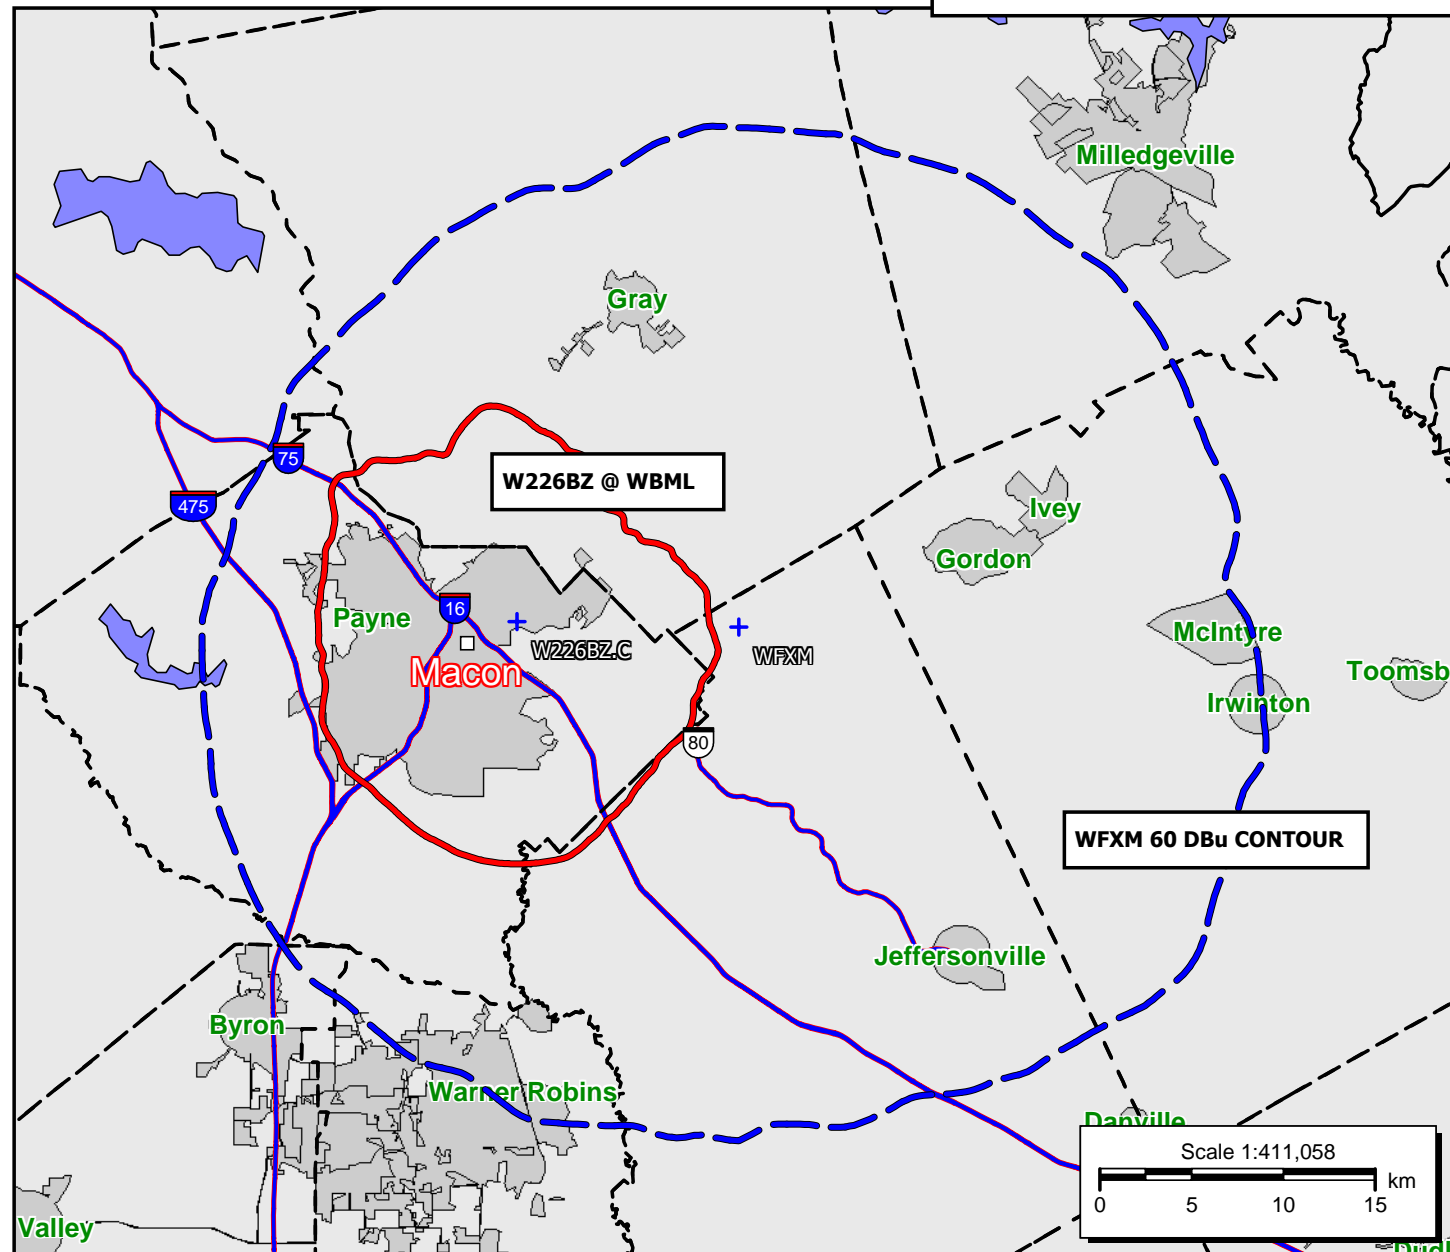 Milledgeville
Gray
75
W226BZ @ WBML
475
Ivey
Gordon
16
Payne
McIntyre
W226BZ.C
WFXM
Macon
Toomsb
Irwinton
80
WFXM 60 DBu CONTOUR
Jeffersonville
Byron
Warner Robins
Danville
Scale 1:411,058
km
0 5 10 15
Valley